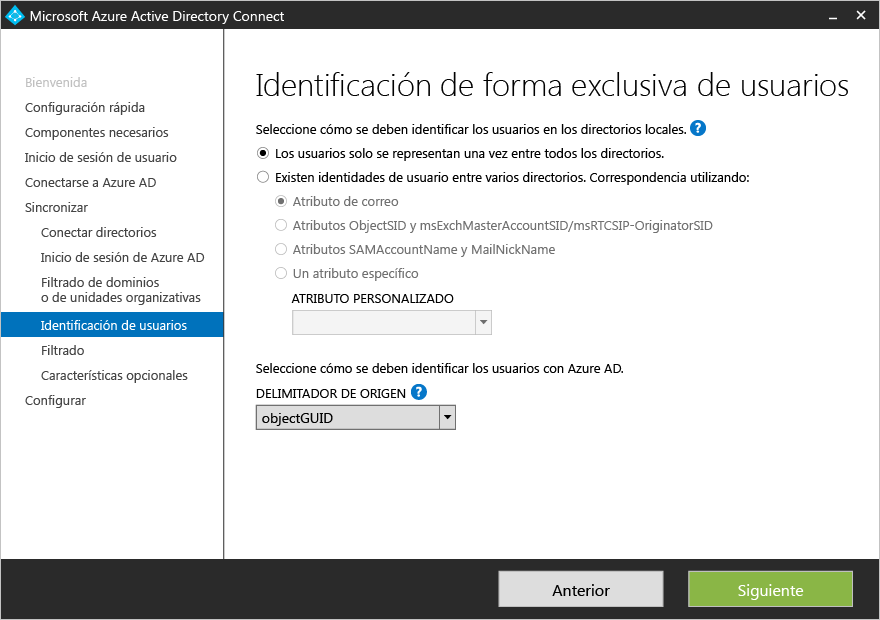 Microsoft Azure Active Directory Connect
Bienvenida
Configuración rápida
Componentes necesarios
Inicio de sesión de usuario
Conectarse a Azure AD
Sincronizar
Conectar directorios
Inicio de sesión de Azure AD
Filtrado de dominios
o de unidades organizativas
Identificación de usuarios
Filtrado
Características opcionales
Configurar
Identificación de forma exclusiva de usuarios
Seleccione cómo se deben identificar los usuarios en los directorios locales. ?
Los usuarios solo se representan una vez entre todos los directorios.
Existen identidades de usuario entre varios directorios. Correspondencia utilizando:
Atributo de correo
Atributos ObjectSID y msExchMasterAccountSID/msRTCSIP-OriginatorSID
Atributos SAMAccountName y MailNickName
Un atributo específico
ATRIBUTO PERSONALIZADO
Seleccione cómo se deben identificar los usuarios con Azure AD.
DELIMITADOR DE ORIGEN ?
objectGUID
Anterior
Siguiente